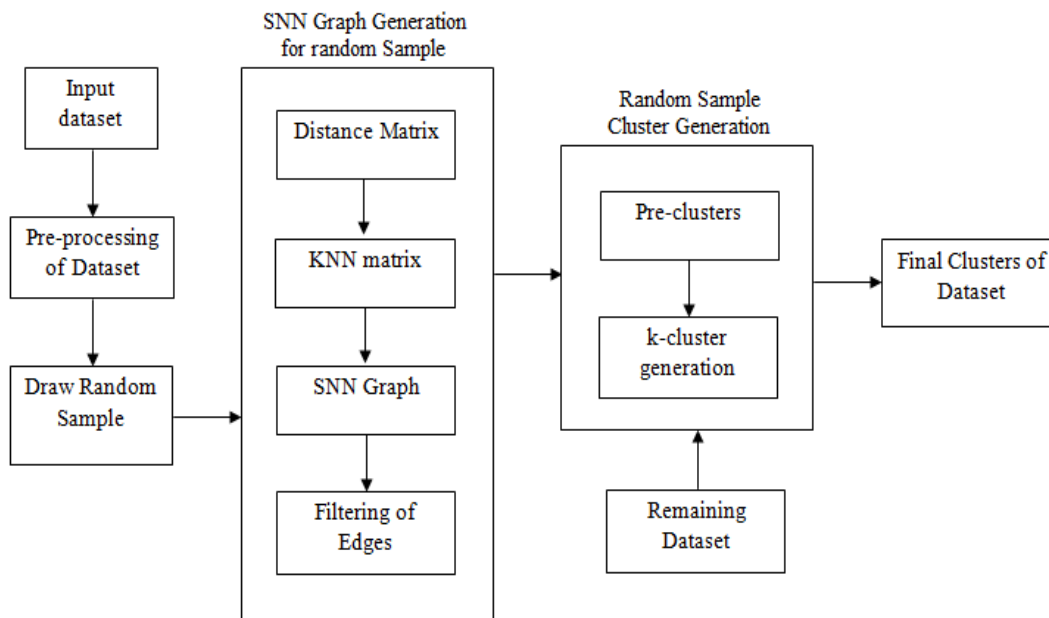 Input
dataset
Pre-processing
of Dataset
Draw Random
Sample
SNN Graph Generation
for random Sample
Distance Matrix
KNN matrix
SNN Graph
Filtering of
Edges
Random Sample
Cluster Generation
Pre-clusters
k-cluster
generation
Remaining
Dataset
Final Clusters of
Dataset